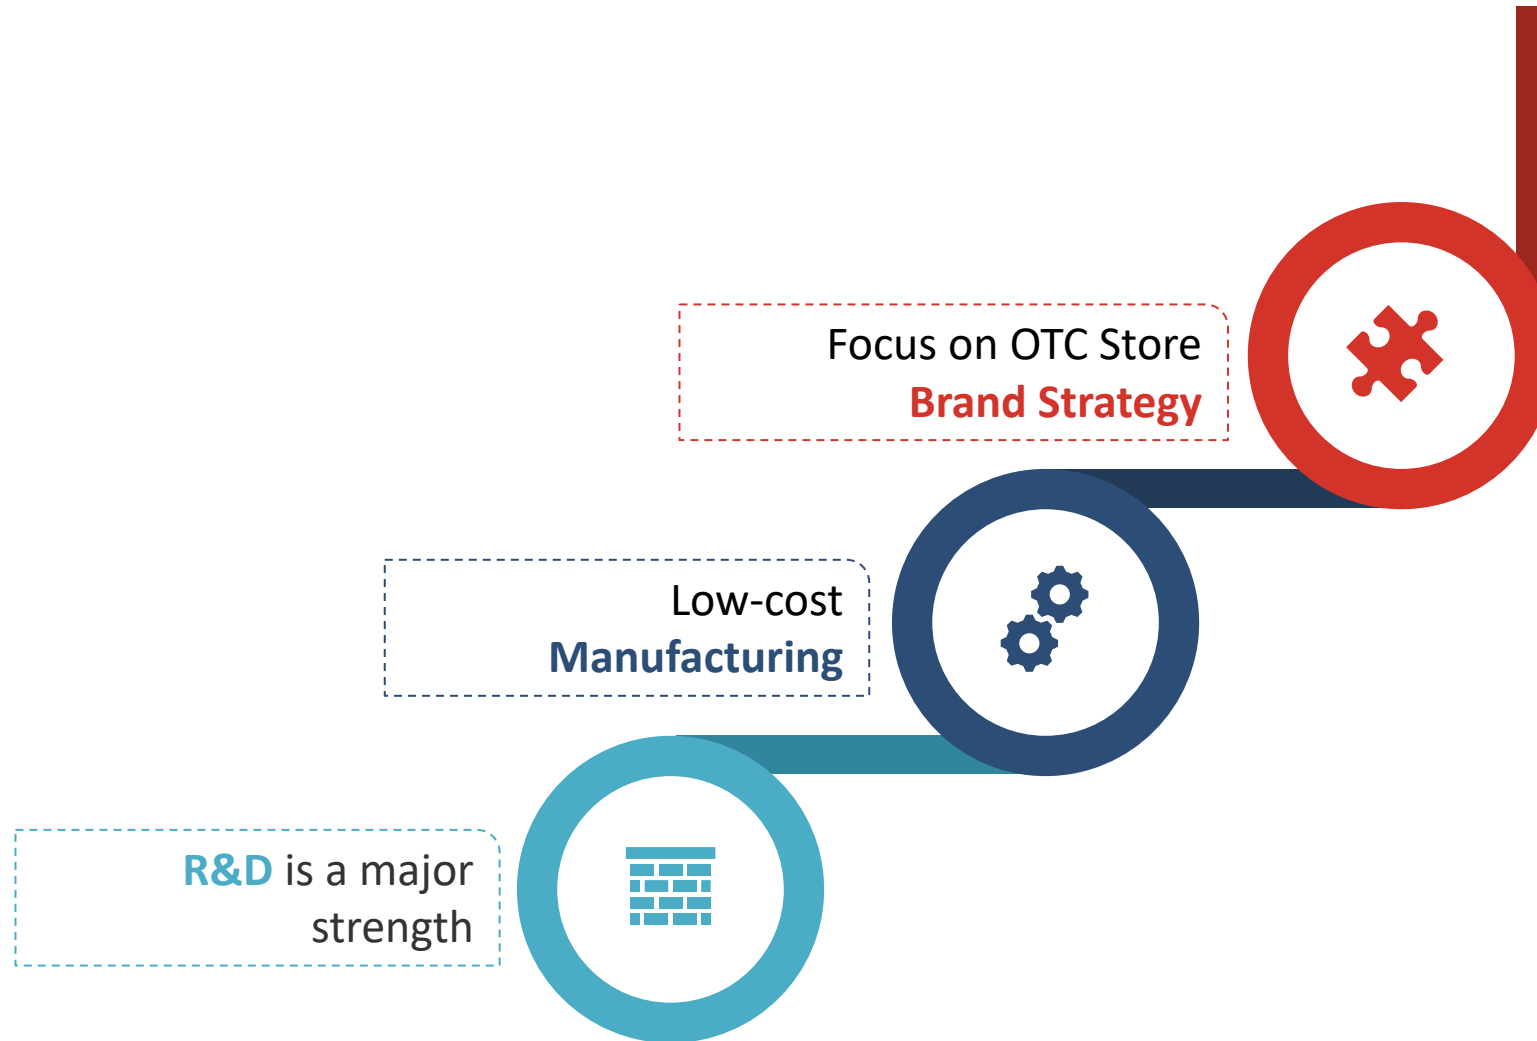 Focus on OTC Store
Brand Strategy
Low-cost
Manufacturing
R&D is a major
strength